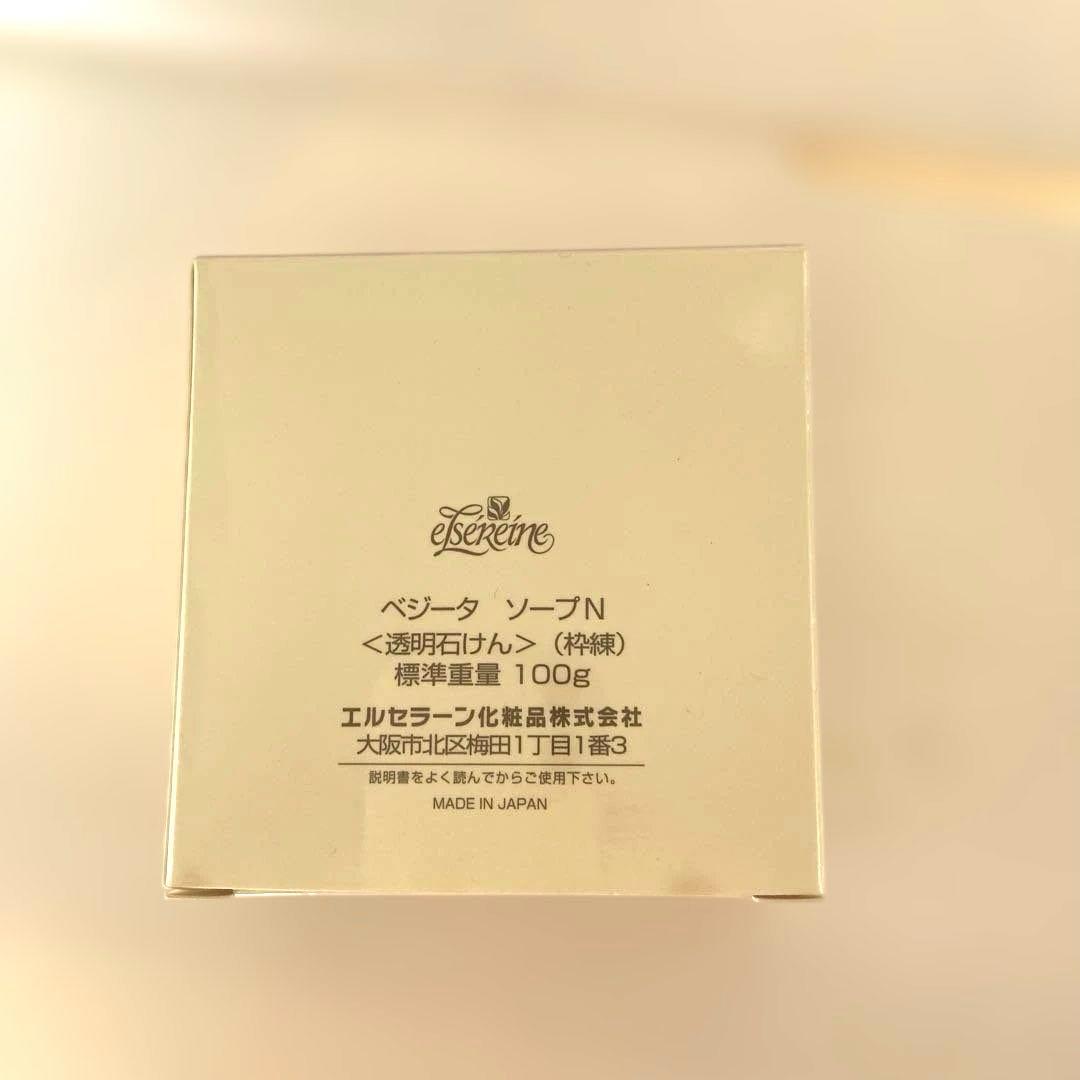 elséreine
ベジータ ソープN
＜透明石けん＞（枠練）
標準重量 100g
エルセラーン化粧品株式会社
大阪市北区梅田1丁目1番3
説明書をよく読んでからご使用下さい。
MADE IN JAPAN